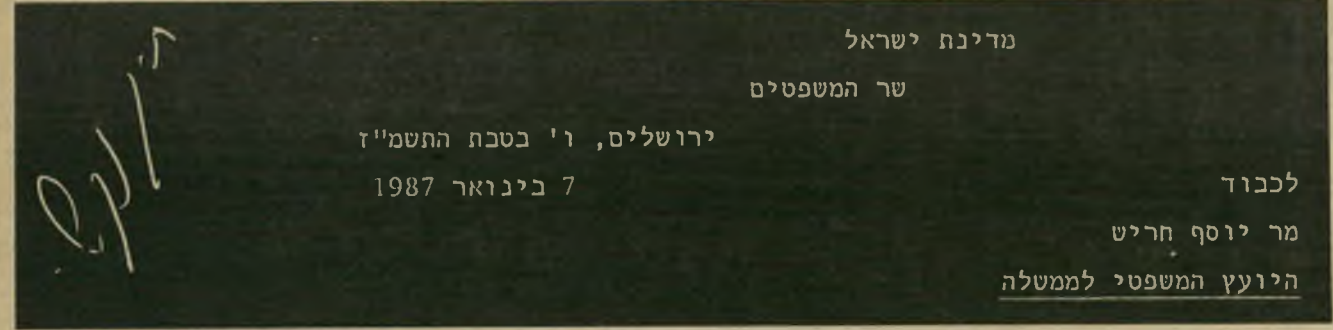 מדינת ישראל
שר המשפטים
ירושלים, ו' בטבת התשמ"ז
7 בינואר 1987
לכבוד
מר יוסף חריש
היועץ המשפטי לממשלה